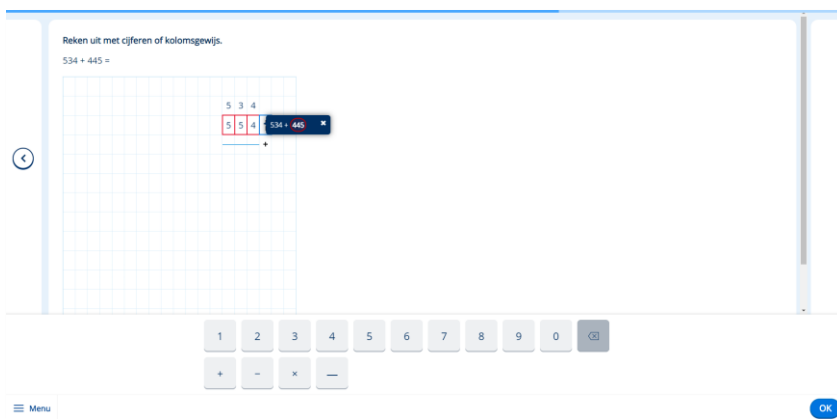 Reken uit met cijferen of kolomsgewijs.
534 + 445 =
5 3 4
5 5 4
534 + 445 ×
+
1 2 3 4 5 6 7 8 9 0
+ − × —
Menu
OK